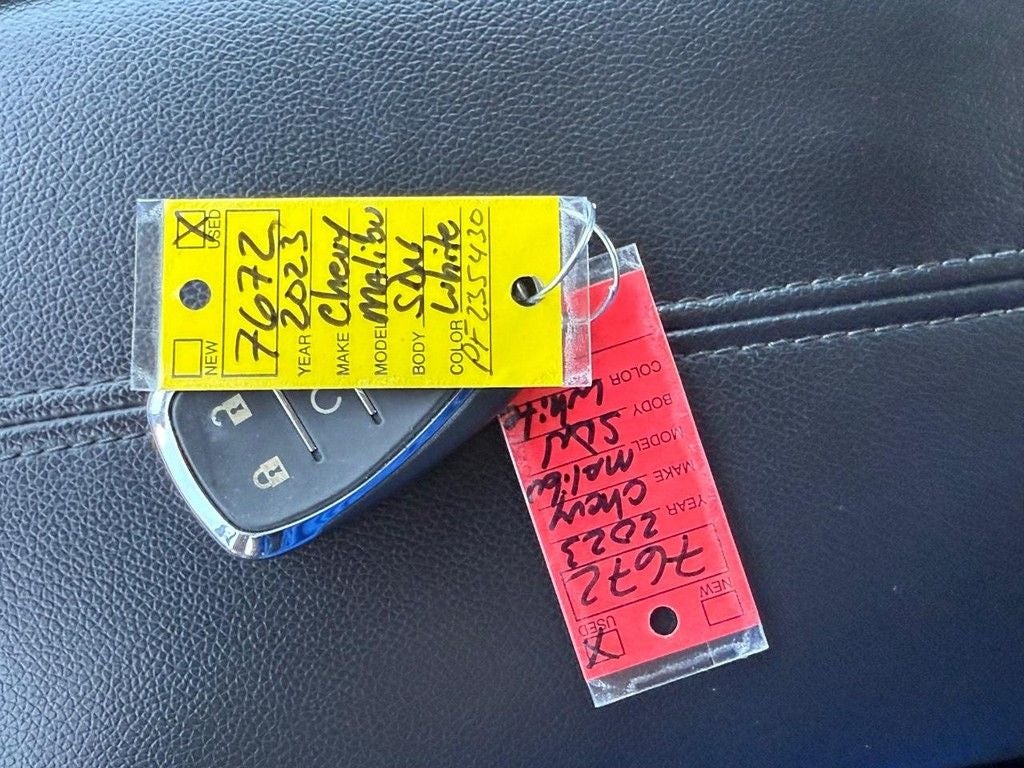 X USED
NEW
7672
YEAR 2023
MAKE Chevy
MODEL Malibu
BODY SDN
COLOR White
PF235430
X USED
NEW
7672
YEAR 2023
MAKE Chevy
MODEL Malibu
BODY SDN
COLOR White